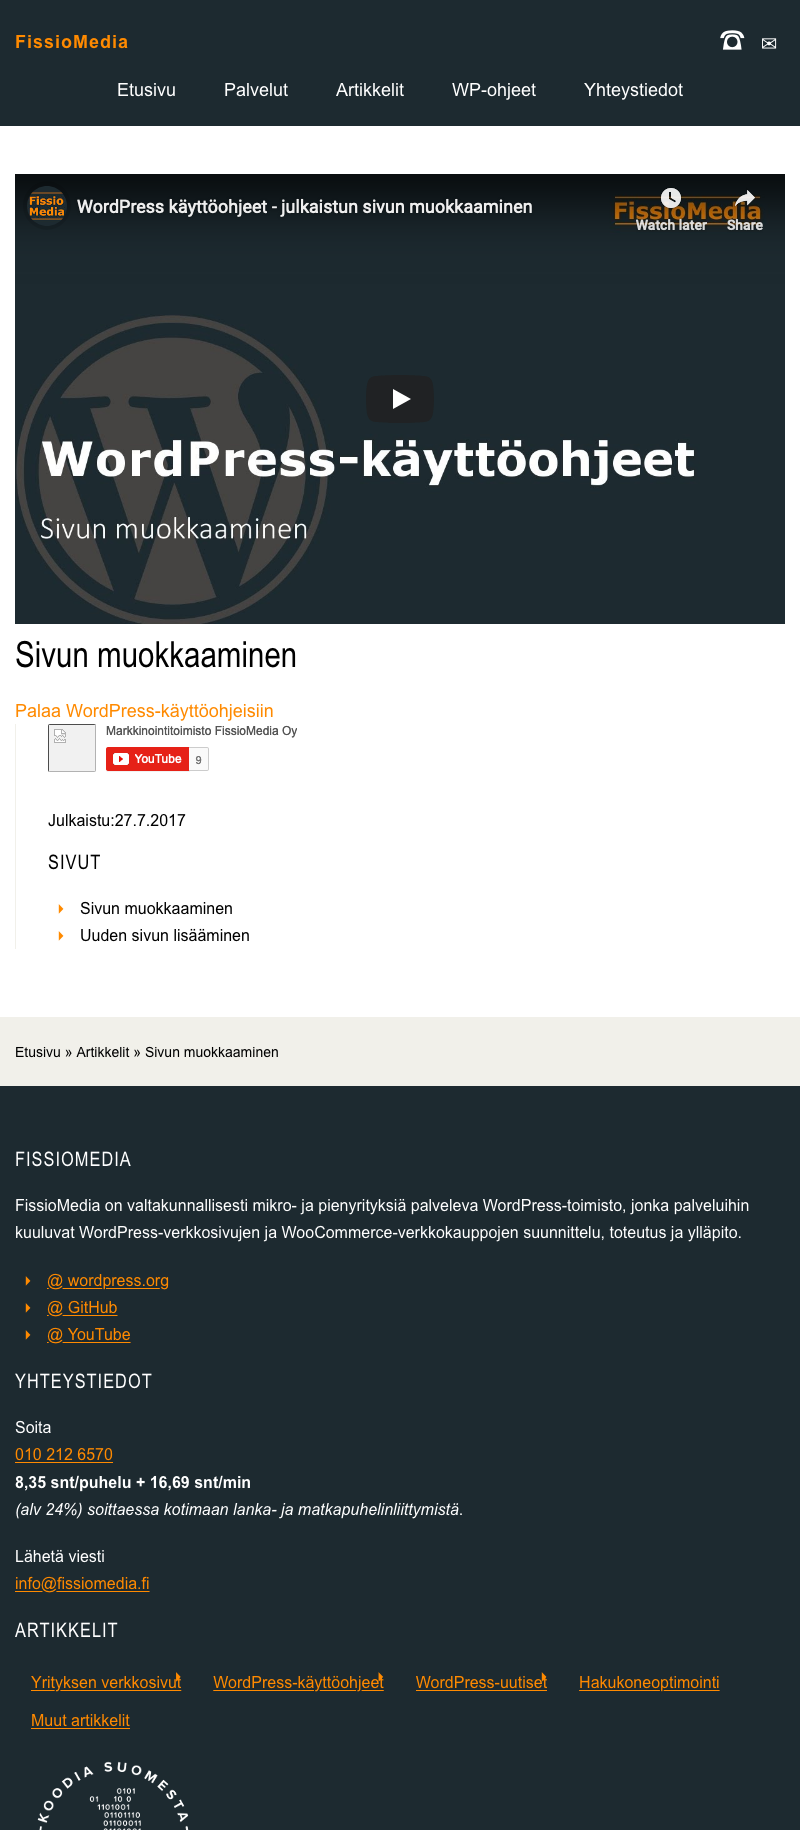 FissioMedia
Etusivu Palvelut Artikkelit WP-ohjeet Yhteystiedot
Fissio
Media
WordPress käyttöohjeet - julkaistun sivun muokkaaminen
FissioMedia
Watch later Share
WordPress-käyttöohjeet
Sivun muokkaaminen
Sivun muokkaaminen
Palaa WordPress-käyttöohjeisiin
Markkinointitoimisto FissioMedia Oy
YouTube 9
Julkaistu:27.7.2017
SIVUT
Sivun muokkaaminen
Uuden sivun lisääminen
Etusivu » Artikkelit » Sivun muokkaaminen
FISSIOMEDIA
FissioMedia on valtakunnallisesti mikro- ja pienyrityksiä palveleva WordPress-toimisto, jonka palveluihin
kuuluvat WordPress-verkkosivujen ja WooCommerce-verkkokauppojen suunnittelu, toteutus ja ylläpito.
@ wordpress.org
@ GitHub
@ YouTube
YHTEYSTIEDOT
Soita
010 212 6570
8,35 snt/puhelu + 16,69 snt/min
(alv 24%) soittaessa kotimaan lanka- ja matkapuhelinliittymistä.
Lähetä viesti
info@fissiomedia.fi
ARTIKKELIT
Yrityksen verkkosivut WordPress-käyttöohjeet WordPress-uutiset Hakukoneoptimointi
Muut artikkelit
KOODIA SUOMESTA
0101
01 10 0
1101001
01101110
01100011